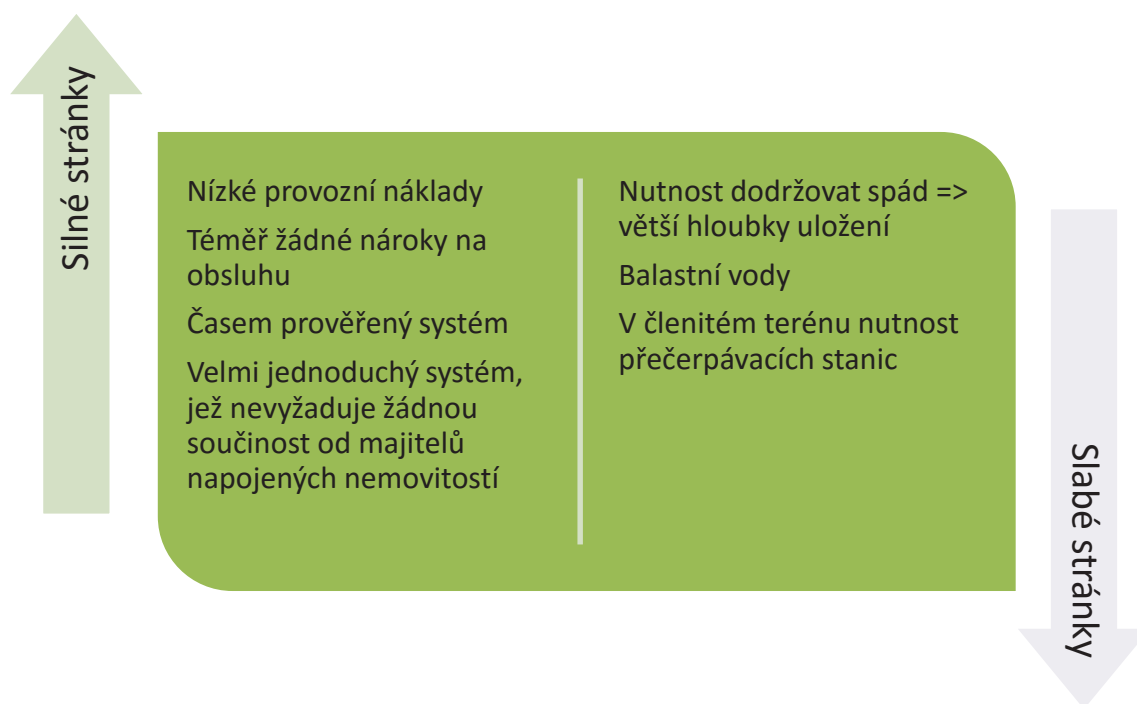 Silné stránky
Nízké provozní náklady
Téměř žádné nároky na
obsluhu
Časem prověřený systém
Velmi jednoduchý systém,
jež nevyžaduje žádnou
součinost od majitelů
napojených nemovitostí
Nutnost dodržovat spád =>
větší hloubky uložení
Balastní vody
V členitém terénu nutnost
přečerpávacích stanic
Slabé stránky